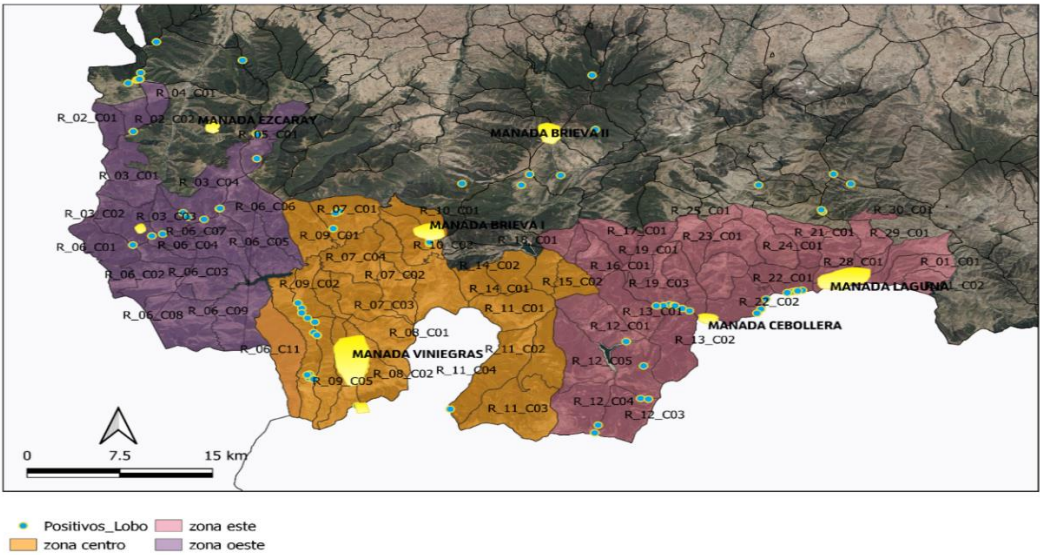 R_04_C01
R_02_C01
R_02_C02
MANADA EZCARAY
R_05_C01
MANADA BRIEVA II
R_03_C01
R_03_C04
R_03_C02
R_03_C03
R_06_C06
R_07_C01
R_10_C01
R_25_C01
R_30_C01
MANADA BRIEVA I
R_06_C07
R_09_C01
R_17_C01
R_23_C01
R_21_C01
R_29_C01
R_06_C01
R_06_C04
R_06_C05
R_10_C02
R_18_C01
R_19_C01
R_24_C01
R_07_C04
R_14_C02
R_16_C01
R_28_C01
R_01_C01
R_06_C02
R_06_C03
R_07_C02
R_09_C02
R_14_C01
R_15_C02
R_19_C03
R_22_C01
MANADA LAGUNA
_C02
R_06_C08
R_06_C09
R_07_C03
R_11_C01
R_13_C01
R_22_C02
R_08_C01
R_12_C01
MANADA CEBOLLERA
R_13_C02
R_06_C11
MANADA VINIEGRAS
R_11_C02
R_12_C05
R_09_C05
R_08_C02
R_11_C04
R_11_C03
R_12_C04
R_12_C03
0 7.5 15 km
Positivos_Lobo
zona este
zona centro
zona oeste